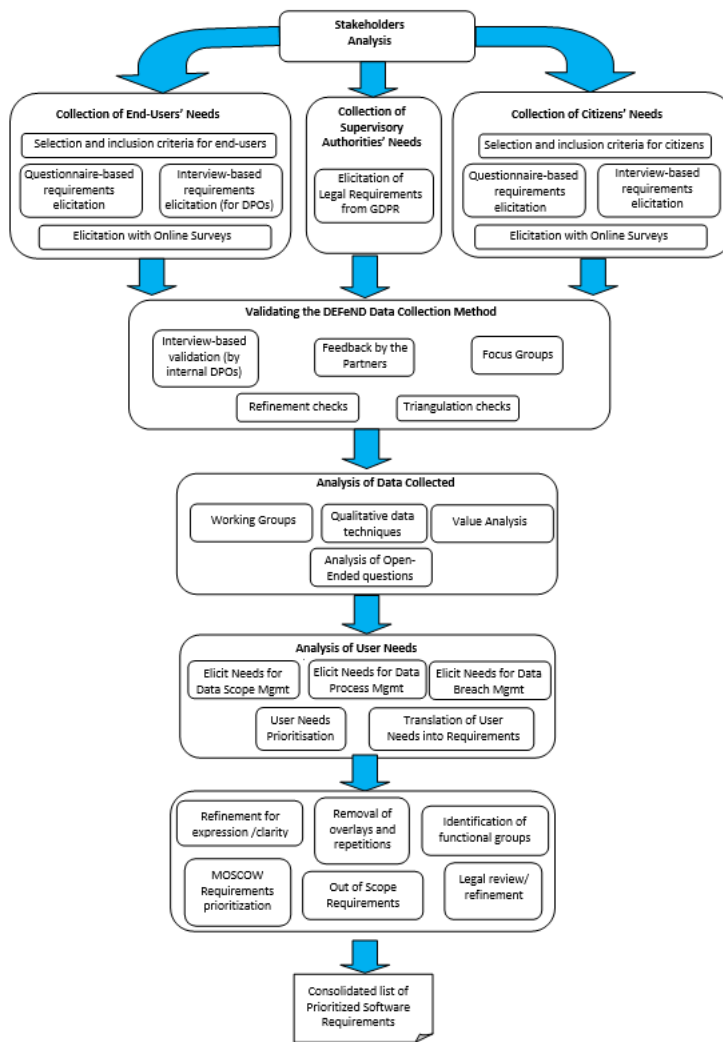 Stakeholders
Analysis
Collection of End-Users' Needs
Selection and inclusion criteria for end-users
Questionnaire-based
requirements
elicitation
Interview-based
requirements
elicitation (for DPOs)
Elicitation with Online Surveys
Collection of
Supervisory
Authorities' Needs
Elicitation of
Legal Requirements
from GDPR
Collection of Citizens' Needs
Selection and inclusion criteria for citizens
Questionnaire-based
requirements
elicitation
Interview-based
requirements
elicitation
Elicitation with Online Surveys
Validating the DEFeND Data Collection Method
Interview-based
validation (by
internal DPOs)
Feedback by the
Partners
Focus Groups
Refinement checks
Triangulation checks
Analysis of Data Collected
Working Groups
Qualitative data
techniques
Value Analysis
Analysis of Open-
Ended questions
Analysis of User Needs
Elicit Needs for
Data Scope Mgmt
Elicit Needs for Data
Process Mgmt
Elicit Needs for Data
Breach Mgmt
User Needs
Prioritisation
Translation of User
Needs into Requirements
Refinement for
expression /clarity
Removal of
overlays and
repetitions
Identification of
functional groups
MOSCOW
Requirements
prioritization
Out of Scope
Requirements
Legal review/
refinement
Consolidated list of
Prioritized Software
Requirements